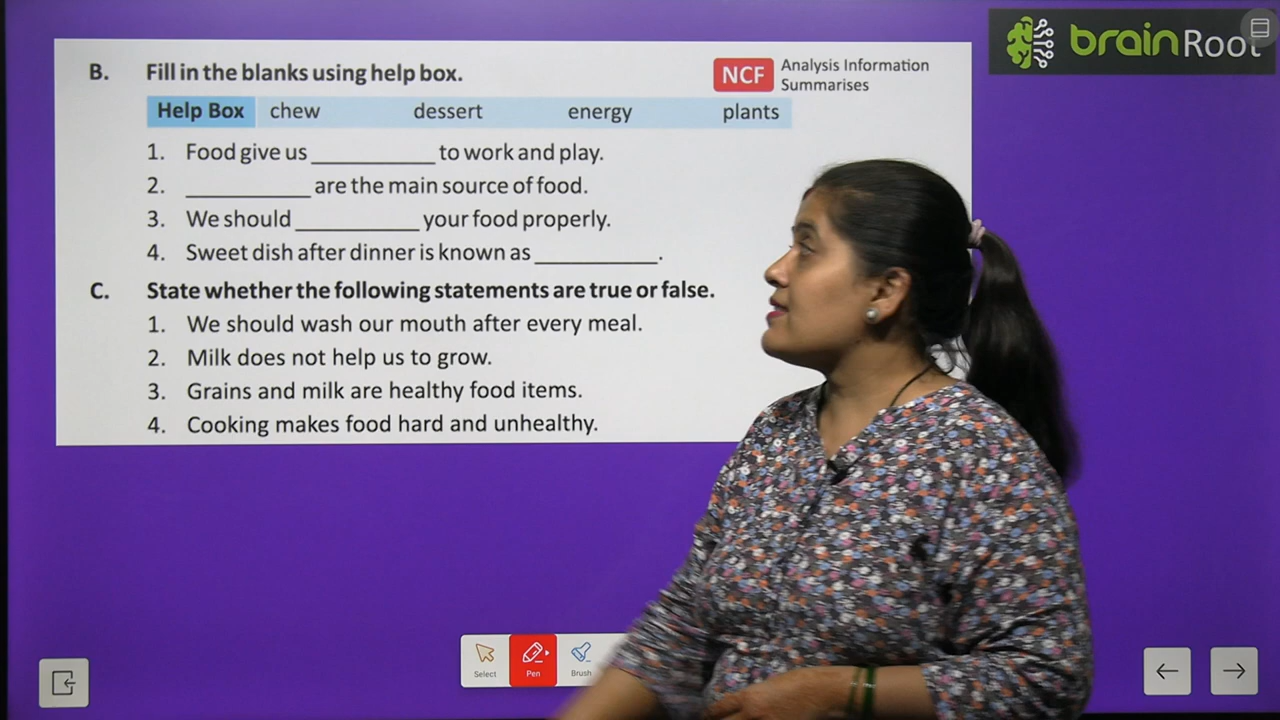 brainRoot
B. Fill in the blanks using help box.
NCF Analysis Information
Summarises
Help Box chew dessert energy plants
1. Food give us __________ to work and play.
2. __________ are the main source of food.
3. We should __________ your food properly.
4. Sweet dish after dinner is known as __________.
C. State whether the following statements are true or false.
1. We should wash our mouth after every meal.
2. Milk does not help us to grow.
3. Grains and milk are healthy food items.
4. Cooking makes food hard and unhealthy.
Select Pen Brush